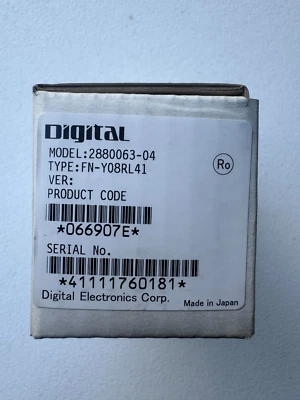 Digital
MODEL:2880063-04
TYPE:FN-Y08RL41
Ro
VER:
PRODUCT CODE
*066907E*
SERIAL No.
*41111760181*
Digital Electronics Corp.
Made in Japan